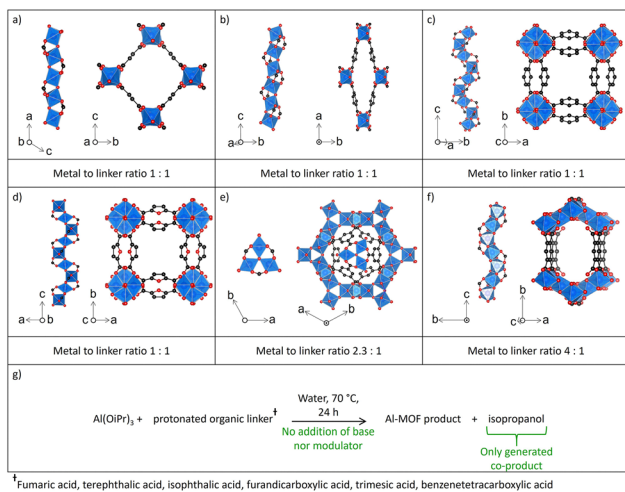 a)
a
b
c
c
a
b
Metal to linker ratio 1 : 1
b)
a
c
a
b
b
a
b
Metal to linker ratio 1 : 1
c)
c
a
b
b
c
a
Metal to linker ratio 1 : 1
d)
c
a
b
b
c
a
Metal to linker ratio 1 : 1
e)
b
a
a
b
c
Metal to linker ratio 2.3 : 1
f)
c
b
b
c
a
Metal to linker ratio 4 : 1
g)
Water, 70 °C,
24 h
Al(OiPr)₃ + protonated organic linker† Al-MOF product + isopropanol
No addition of base
nor modulator
Only generated
co-product
†Fumaric acid, terephthalic acid, isophthalic acid, furandicarboxylic acid, trimesic acid, benzenetetracarboxylic acid